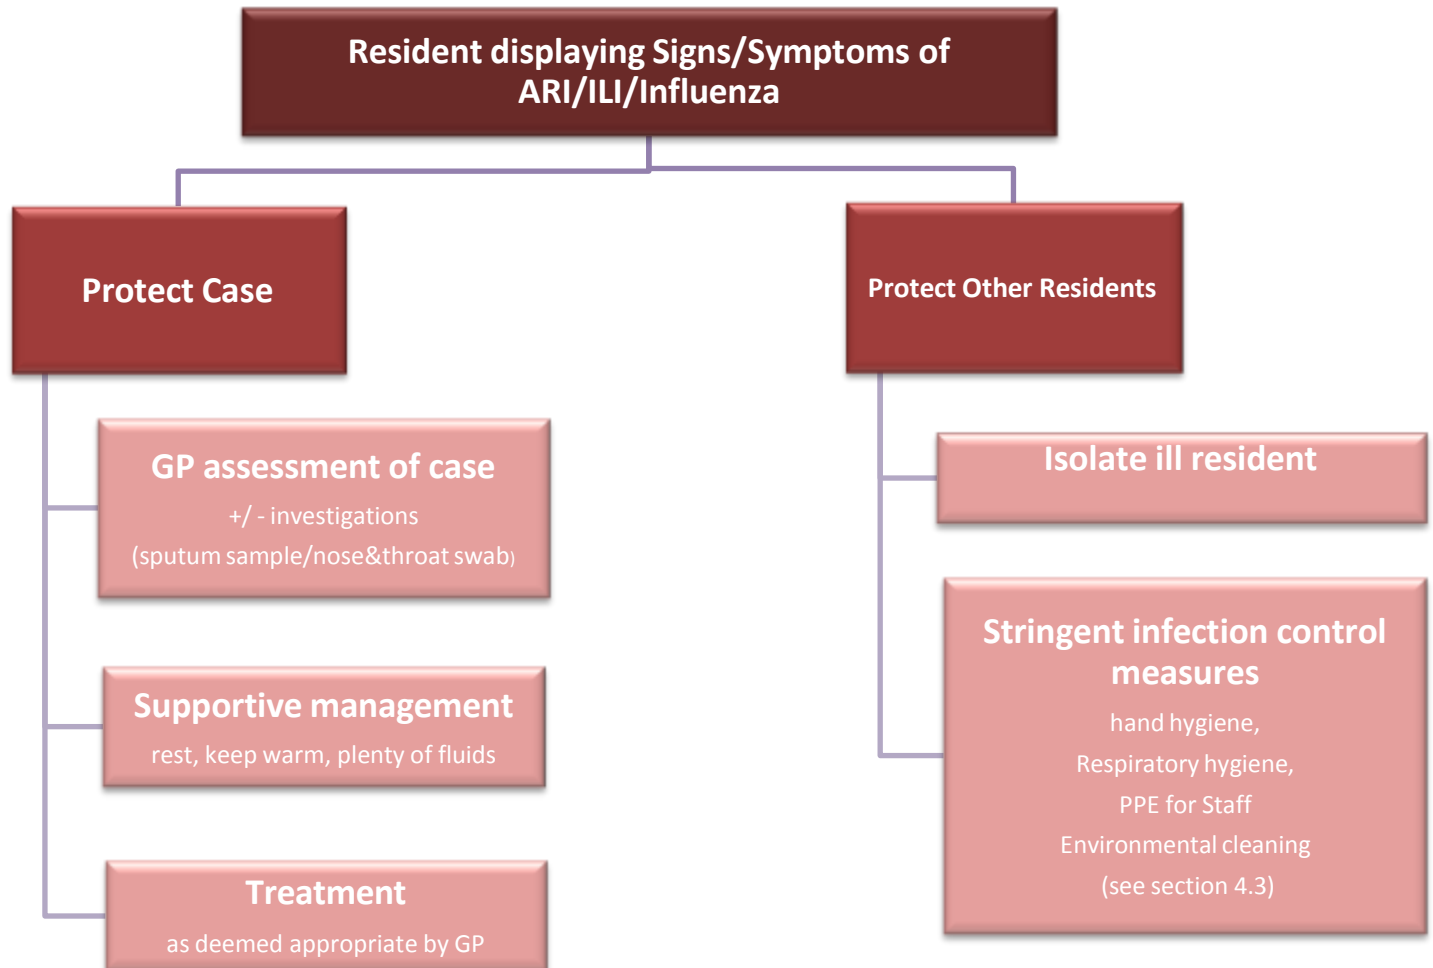 Resident displaying Signs/Symptoms of
ARI/ILI/Influenza
Protect Case
GP assessment of case
+/ - investigations
(sputum sample/nose&throat swab)
Supportive management
rest, keep warm, plenty of fluids
Treatment
as deemed appropriate by GP
Protect Other Residents
Isolate ill resident
Stringent infection control
measures
hand hygiene,
Respiratory hygiene,
PPE for Staff
Environmental cleaning
(see section 4.3)